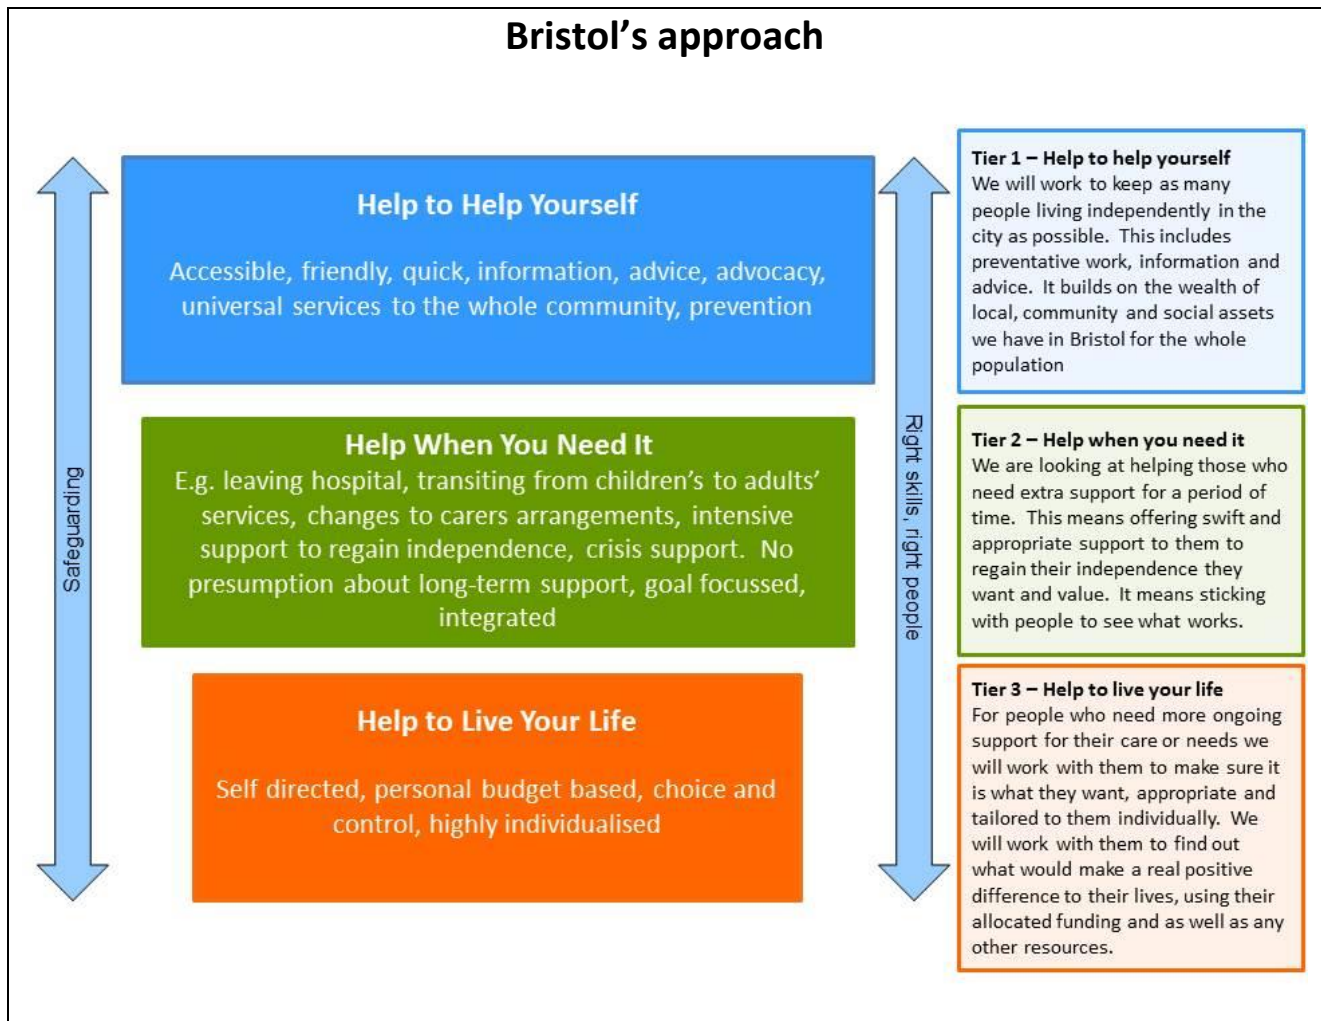 Bristol's approach
Safeguarding
Help to Help Yourself
Accessible, friendly, quick, information, advice, advocacy,
universal services to the whole community, prevention
Help When You Need It
E.g. leaving hospital, transiting from children's to adults'
services, changes to carers arrangements, intensive
support to regain independence, crisis support.  No
presumption about long-term support, goal focussed,
integrated
Help to Live Your Life
Self directed, personal budget based, choice and
control, highly individualised
Right skills, right people
Tier 1 – Help to help yourself
We will work to keep as many
people living independently in the
city as possible.  This includes
preventative work, information and
advice.  It builds on the wealth of
local, community and social assets
we have in Bristol for the whole
population
Tier 2 – Help when you need it
We are looking at helping those who
need extra support for a period of
time.  This means offering swift and
appropriate support to them to
regain their independence they
want and value.  It means sticking
with people to see what works.
Tier 3 – Help to live your life
For people who need more ongoing
support for their care or needs we
will work with them to make sure it
is what they want, appropriate and
tailored to them individually.  We
will work with them to find out
what would make a real positive
difference to their lives, using their
allocated funding and as well as any
other resources.